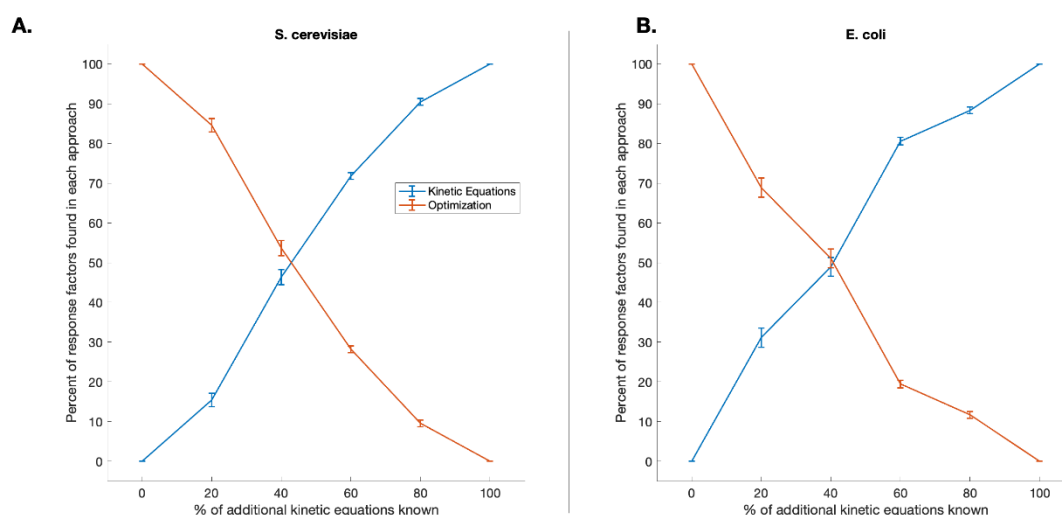 A.
S. cerevisiae
Percent of response factors found in each approach
100
90
80
70
60
50
40
30
20
10
0
0 20 40 60 80 100
% of additional kinetic equations known
Kinetic Equations
Optimization
B.
E. coli
Percent of response factors found in each approach
100
90
80
70
60
50
40
30
20
10
0
0 20 40 60 80 100
% of additional kinetic equations known